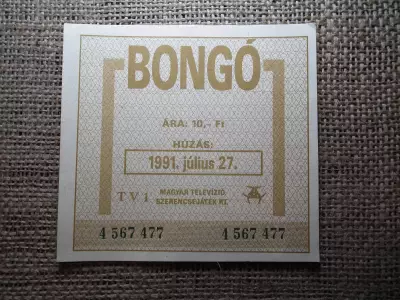 BONGÓ
ÁRA: 10,- Ft
HÚZÁS:
1991. július 27.
TV1 MAGYAR TELEVÍZIÓ
SZERENCSEJÁTÉK RT.
4 567 477 4 567 477